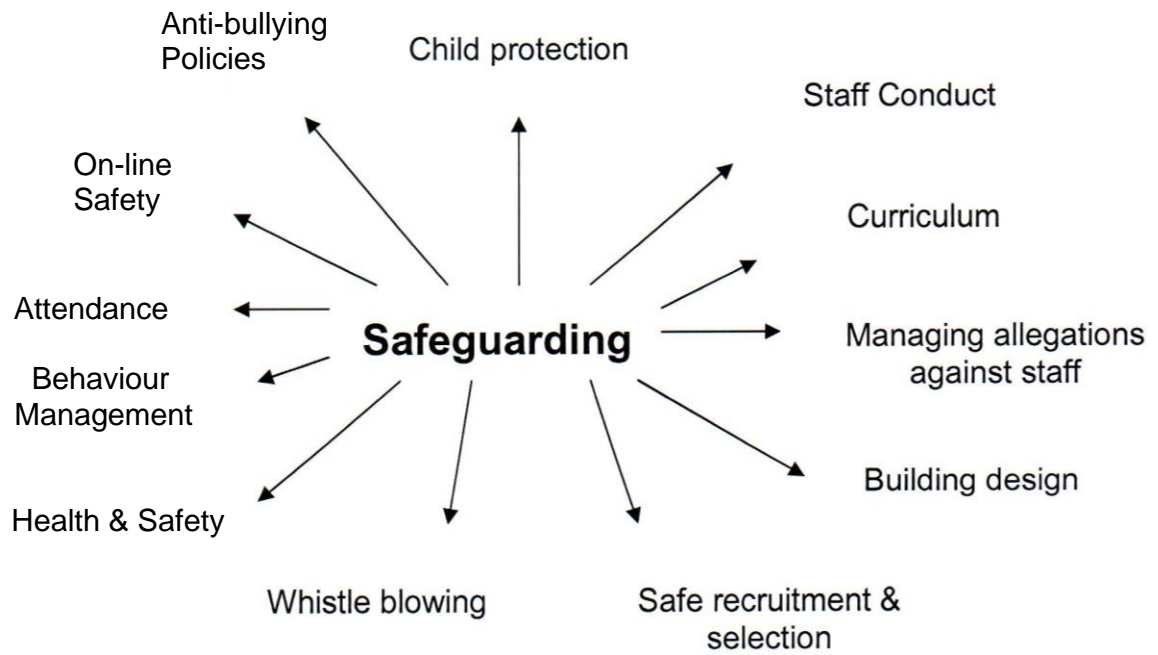 Anti-bullying
Policies
Child protection
Staff Conduct
On-line
Safety
Curriculum
Attendance
Safeguarding
Managing allegations
against staff
Behaviour
Management
Building design
Health & Safety
Whistle blowing
Safe recruitment &
selection